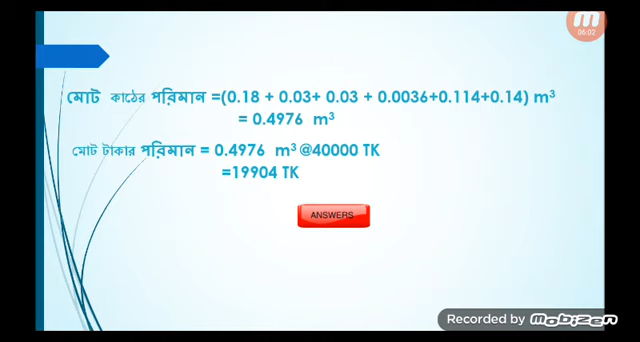 06:02
মোট কাঠের পরিমান =(0.18 + 0.03+ 0.03 + 0.0036+0.114+0.14) m³
= 0.4976 m³
মোট টাকার পরিমান = 0.4976 m³ @40000 TK
=19904 TK
ANSWERS
Recorded by Mobizen